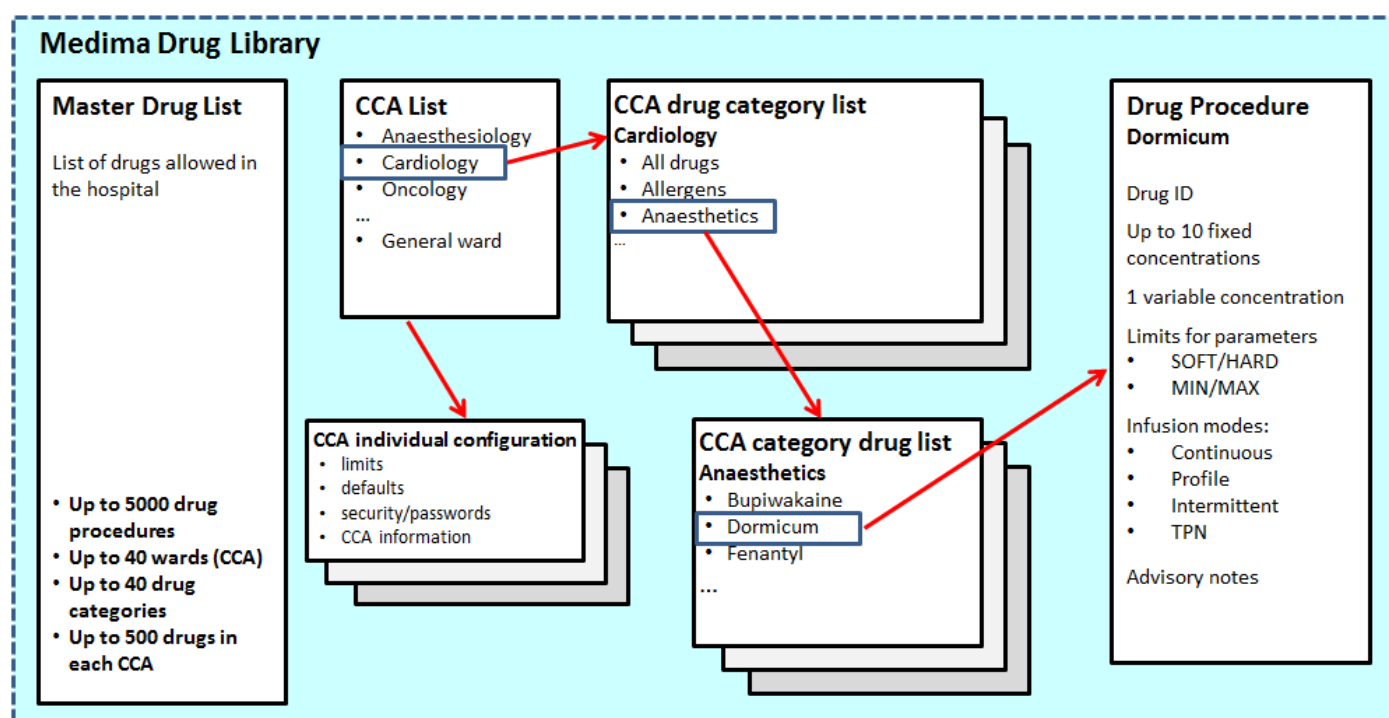 Medima Drug Library
Master Drug List
List of drugs allowed in
the hospital
• Up to 5000 drug
procedures
• Up to 40 wards (CCA)
• Up to 40 drug
categories
• Up to 500 drugs in
each CCA
CCA List
• Anaesthesiology
• Cardiology
• Oncology
...
• General ward
CCA individual configuration
• limits
• defaults
• security/passwords
• CCA information
CCA drug category list
Cardiology
• All drugs
• Allergens
• Anaesthetics
...
CCA category drug list
Anaesthetics
• Bupiwakaine
• Dormicum
• Fenantyl
...
Drug Procedure
Dormicum
Drug ID
Up to 10 fixed
concentrations
1 variable concentration
Limits for parameters
• SOFT/HARD
• MIN/MAX
Infusion modes:
• Continuous
• Profile
• Intermittent
• TPN
Advisory notes